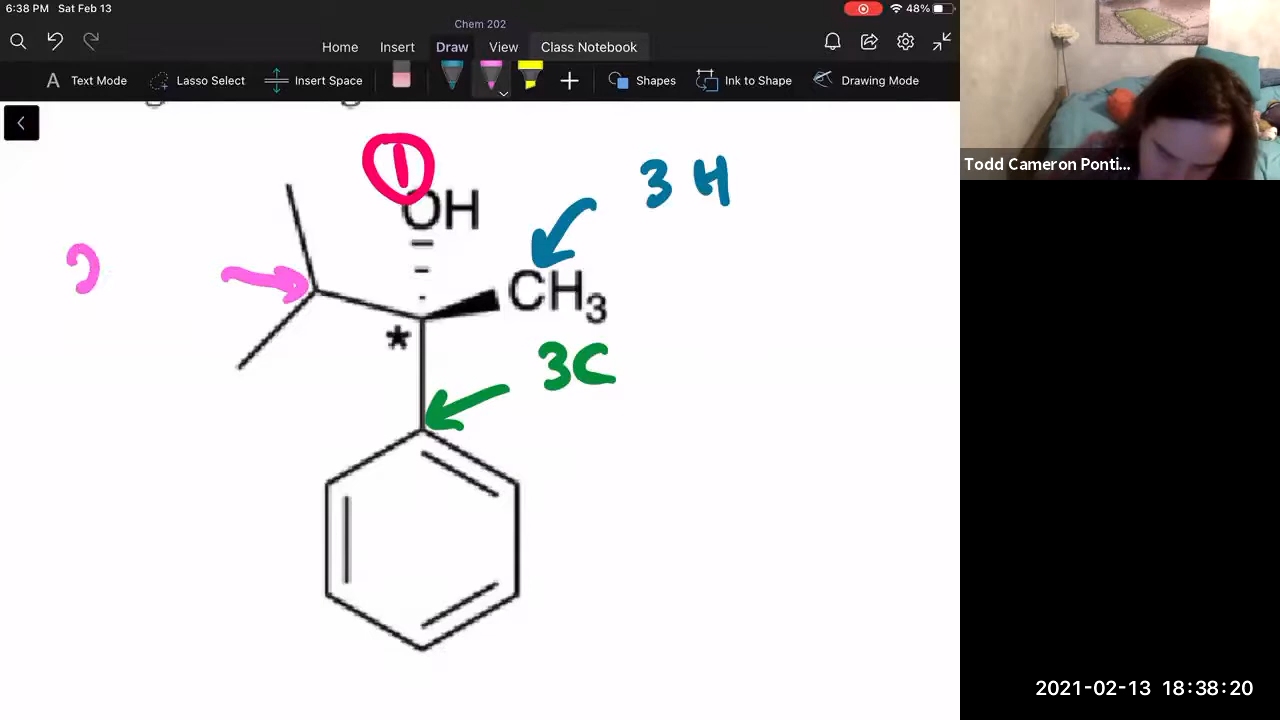 6:38 PM Sat Feb 13
48%
Chem 202
Home Insert Draw View Class Notebook
A Text Mode Lasso Select Insert Space Shapes Ink to Shape Drawing Mode
Todd Cameron Ponti...
1
3 H
OH
CH3
*
3C
2021-02-13 18:38:20